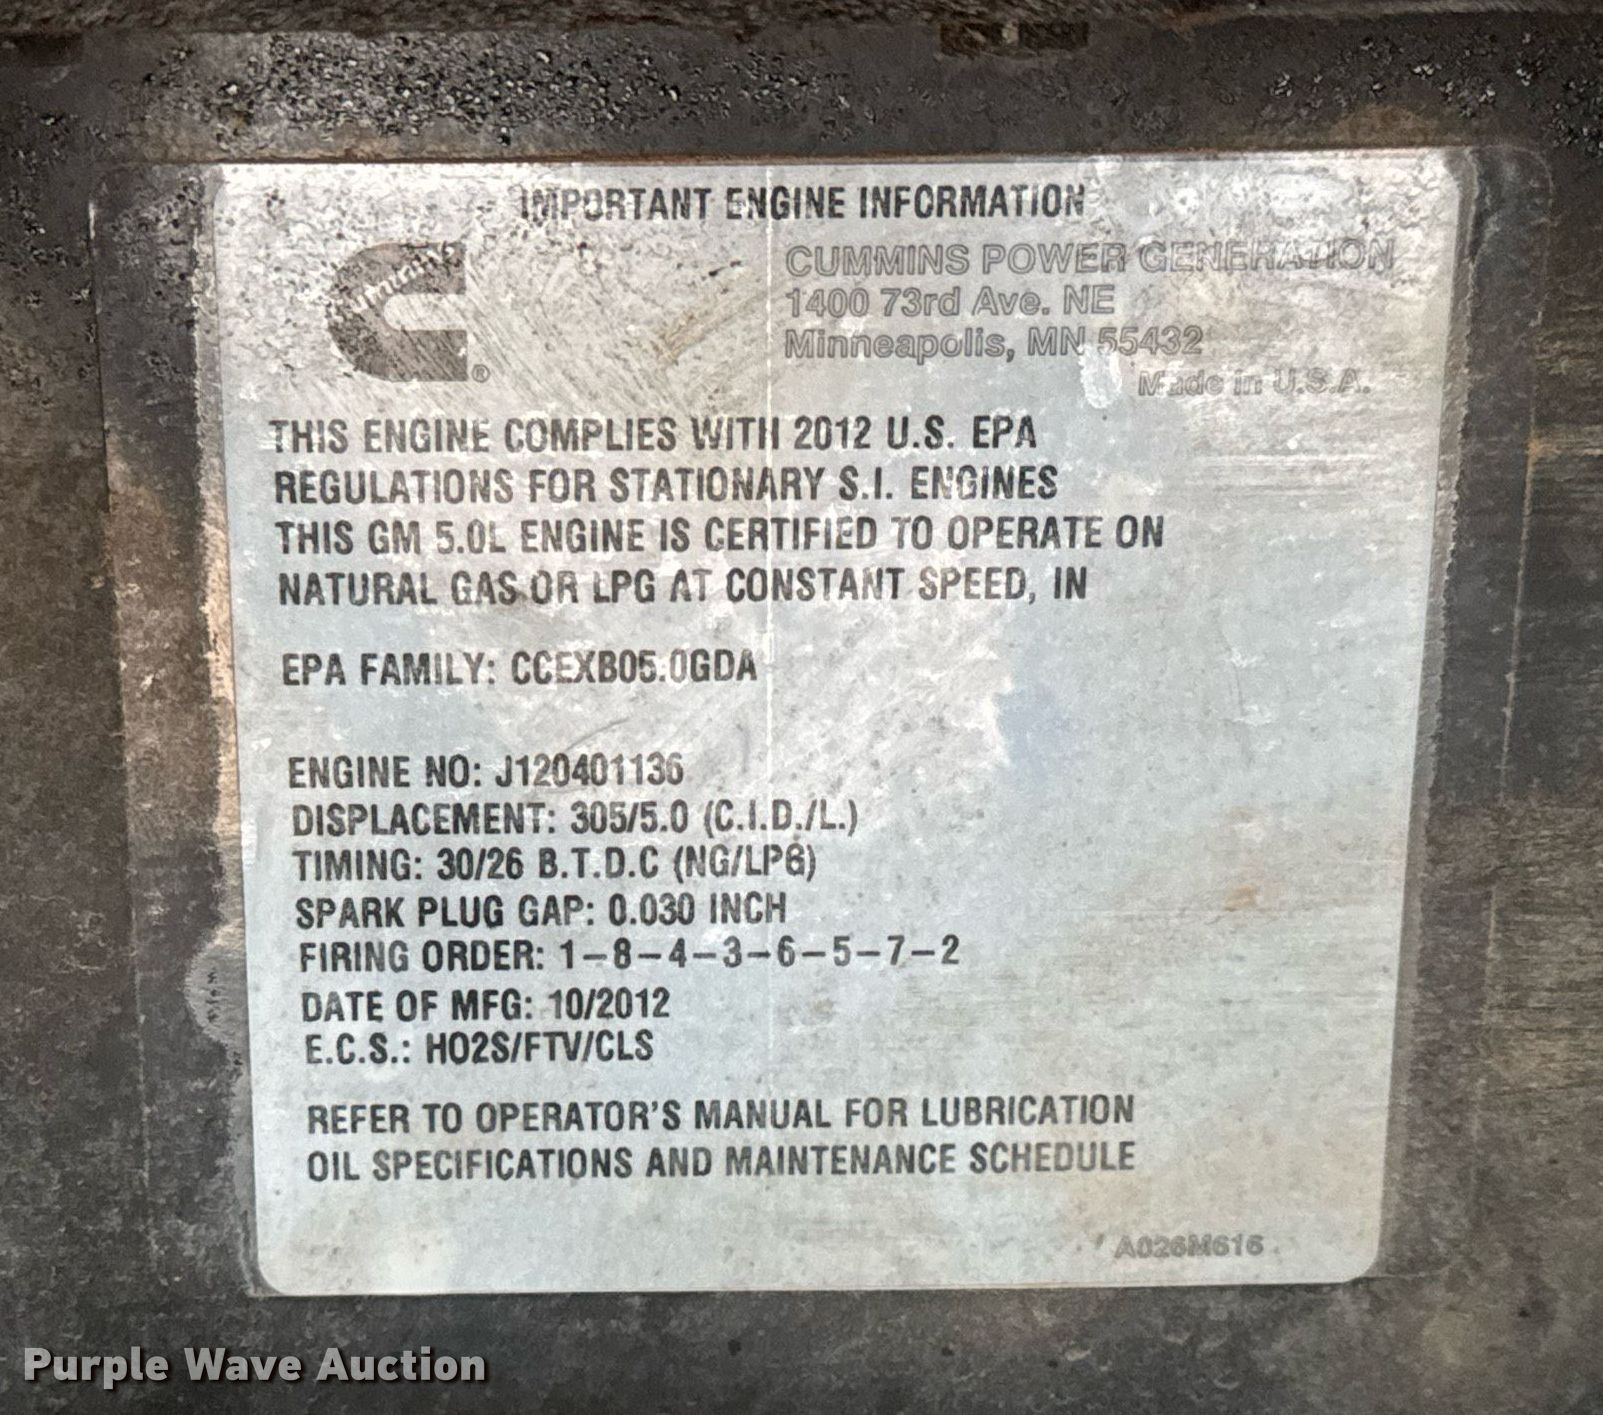 IMPORTANT ENGINE INFORMATION
Cummins
®
CUMMINS POWER GENERATION
1400 73rd Ave. NE
Minneapolis, MN 55432
Made in U.S.A.
THIS ENGINE COMPLIES WITH 2012 U.S. EPA
REGULATIONS FOR STATIONARY S.I. ENGINES
THIS GM 5.0L ENGINE IS CERTIFIED TO OPERATE ON
NATURAL GAS OR LPG AT CONSTANT SPEED, IN
EPA FAMILY: CCEXB05.0GDA
ENGINE NO: J120401136
DISPLACEMENT: 305/5.0 (C.I.D./L.)
TIMING: 30/26 B.T.D.C (NG/LPG)
SPARK PLUG GAP: 0.030 INCH
FIRING ORDER: 1-8-4-3-6-5-7-2
DATE OF MFG: 10/2012
E.C.S.: HO2S/FTV/CLS
REFER TO OPERATOR'S MANUAL FOR LUBRICATION
OIL SPECIFICATIONS AND MAINTENANCE SCHEDULE
A026M616
Purple Wave Auction